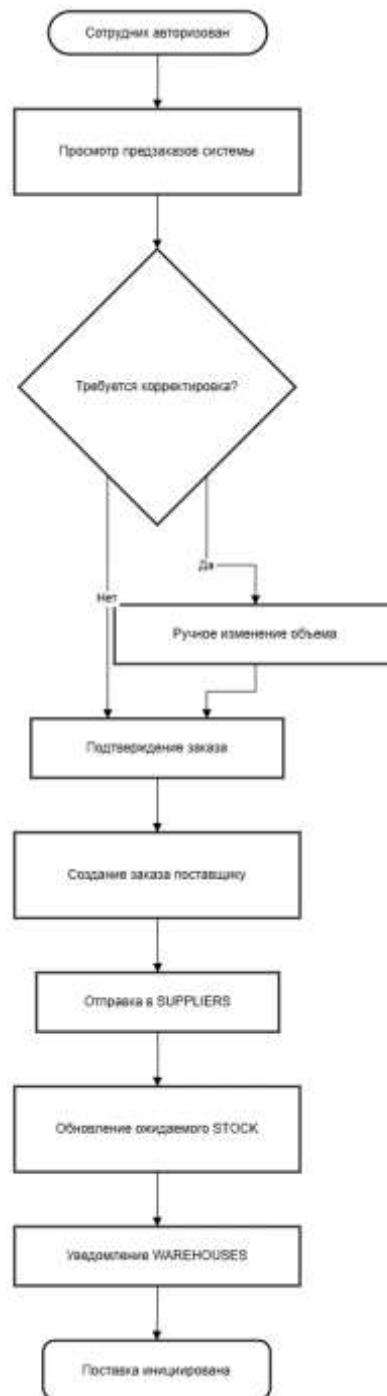 Сотрудник авторизован
Просмотр предзаказов системы
Требуется корректировка?
Да
Нет
Ручное изменение объема
Подтверждение заказа
Создание заказа поставщику
Отправка в SUPPLIERS
Обновление ожидаемого STOCK
Уведомление WAREHOUSES
Поставка инициирована